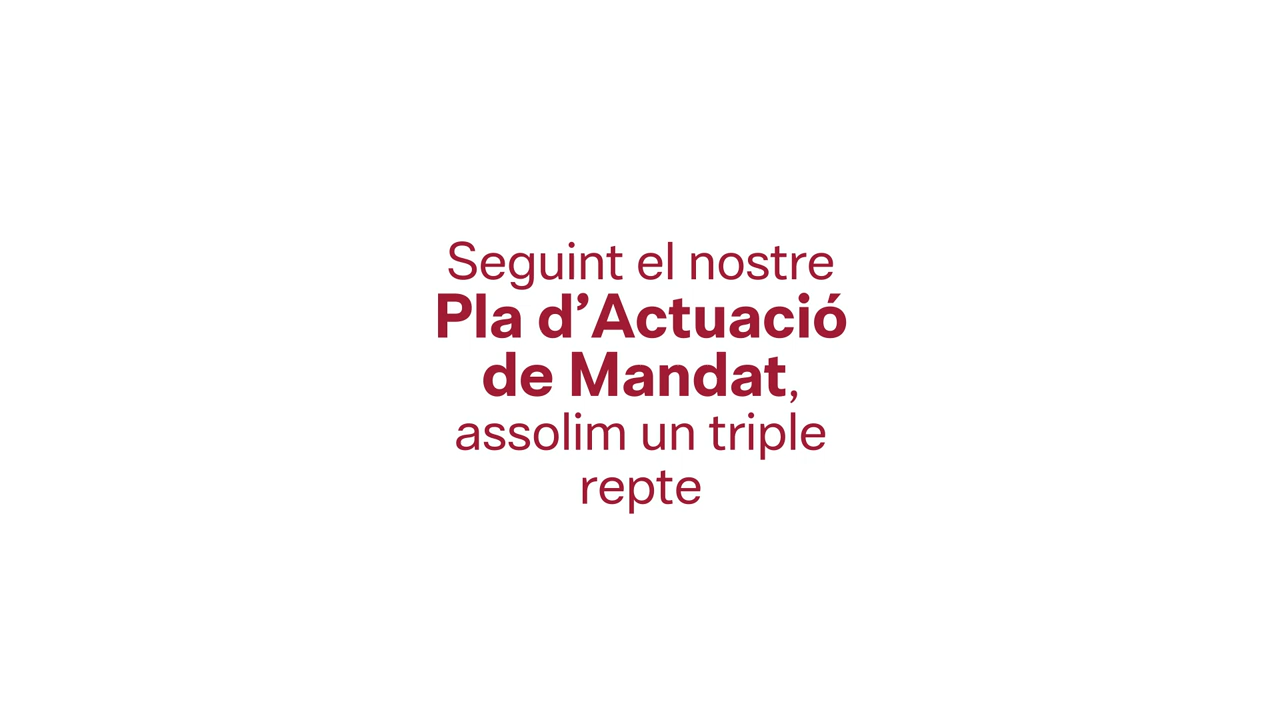 Seguint el nostre
Pla d’Actuació
de Mandat,
assolim un triple
repte